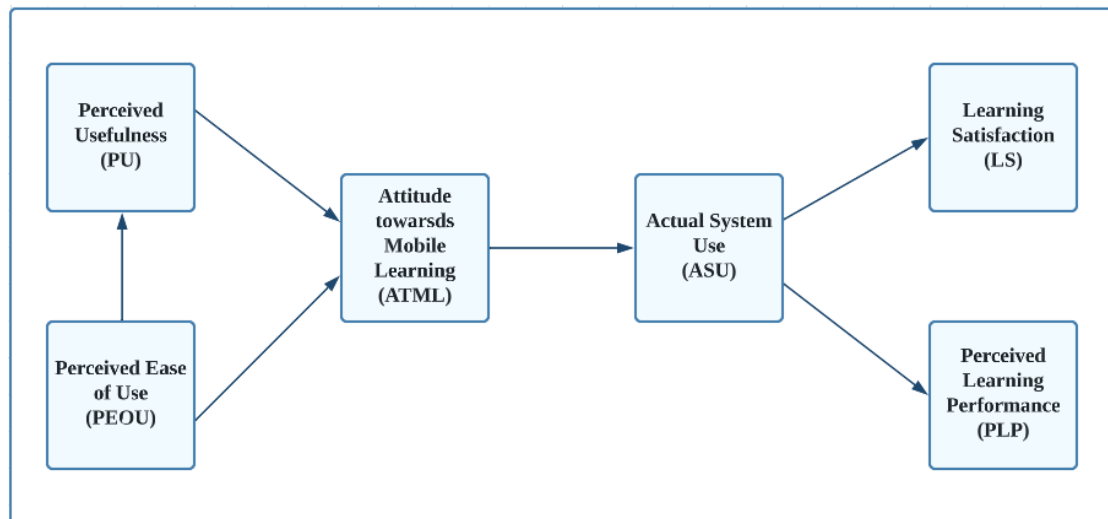 Perceived
Usefulness
(PU)
Learning
Satisfaction
(LS)
Attitude
towarsds
Mobile
Learning
(ATML)
Actual System
Use
(ASU)
Perceived Ease
of Use
(PEOU)
Perceived
Learning
Performance
(PLP)